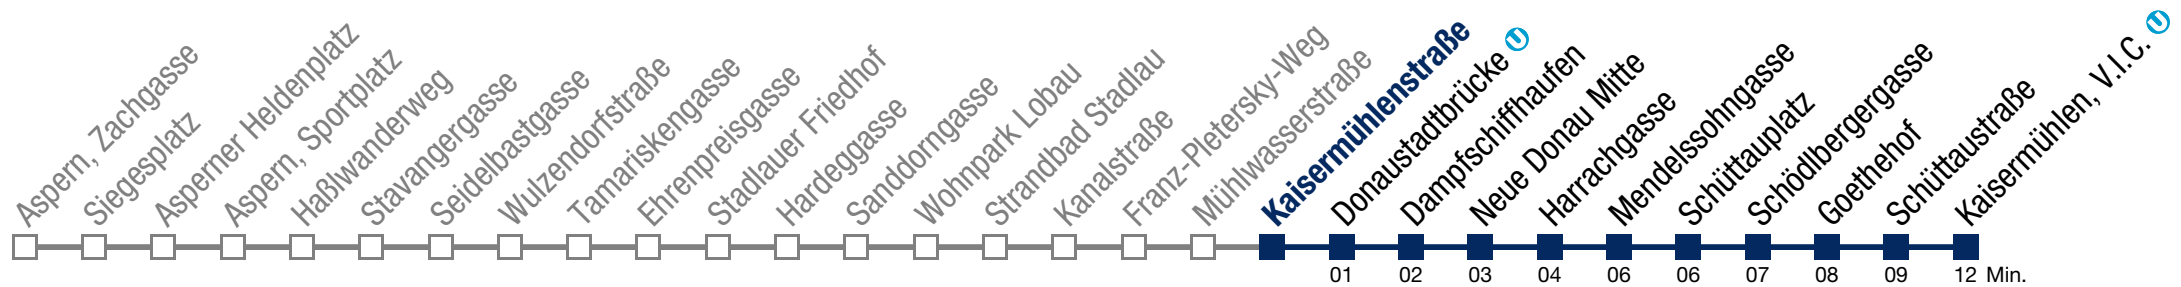 Aspern, Zachgasse
Siegesplatz
Asperner Heldenplatz
Aspern, Sportplatz
Haßlwanderweg
Stavangergasse
Seidelbastgasse
Wulzendorfstraße
Tamariskengasse
Ehrenpreisgasse
Stadlauer Friedhof
Hardeggasse
Sanddorngasse
Wohnpark Lobau
Strandbad Stadlau
Kanalstraße
Franz-Pletersky-Weg
Mühlwasserstraße
Kaisermühlenstraße
Donaustadtbrücke U
Dampfschiffhaufen
Neue Donau Mitte
Harrachgasse
Mendelssohngasse
Schüttauplatz
Schödlbergergasse
Goethehof
Schüttaustraße
Kaisermühlen, V.I.C. U
01 02 03 04 06 06 07 08 09 12 Min.